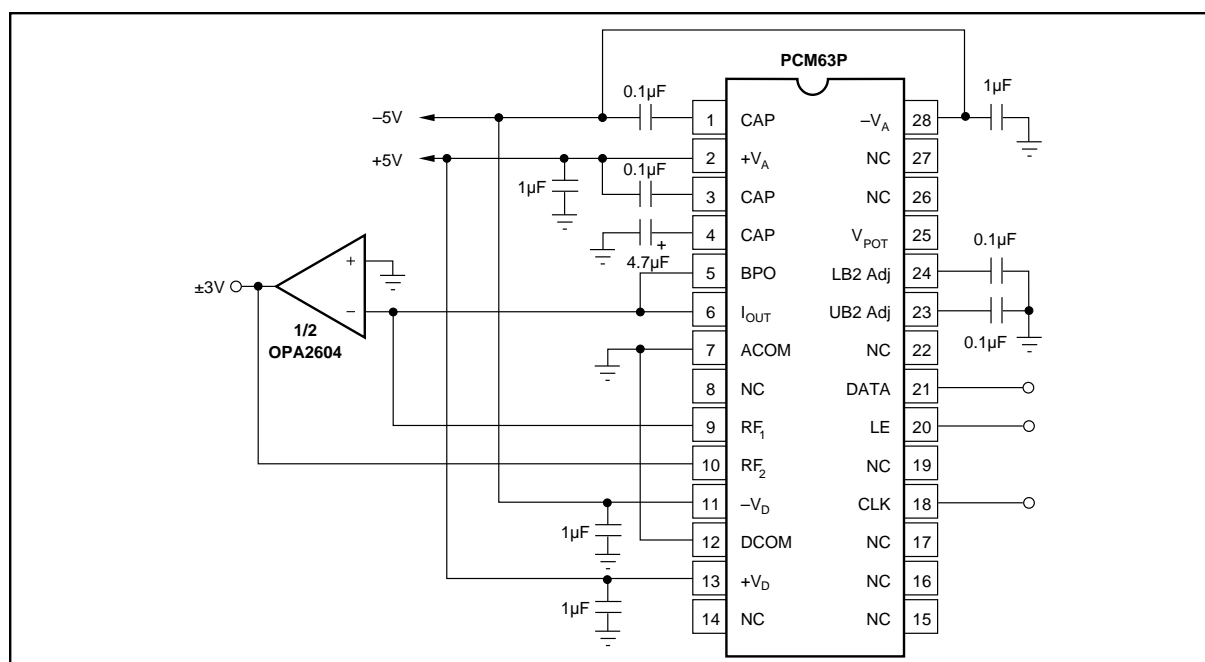 PCM63P
0.1µF
1µF
–5V
1 CAP
–VA 28
+5V
2 +VA
NC 27
1µF
0.1µF
3 CAP
NC 26
4 CAP
VPOT 25
+
4.7µF
0.1µF
5 BPO
LB2 Adj 24
+
±3V
–
6 IOUT
UB2 Adj 23
1/2
OPA2604
0.1µF
7 ACOM
NC 22
8 NC
DATA 21
9 RF1
LE 20
10 RF2
NC 19
11 –VD
CLK 18
1µF
12 DCOM
NC 17
13 +VD
NC 16
1µF
14 NC
NC 15